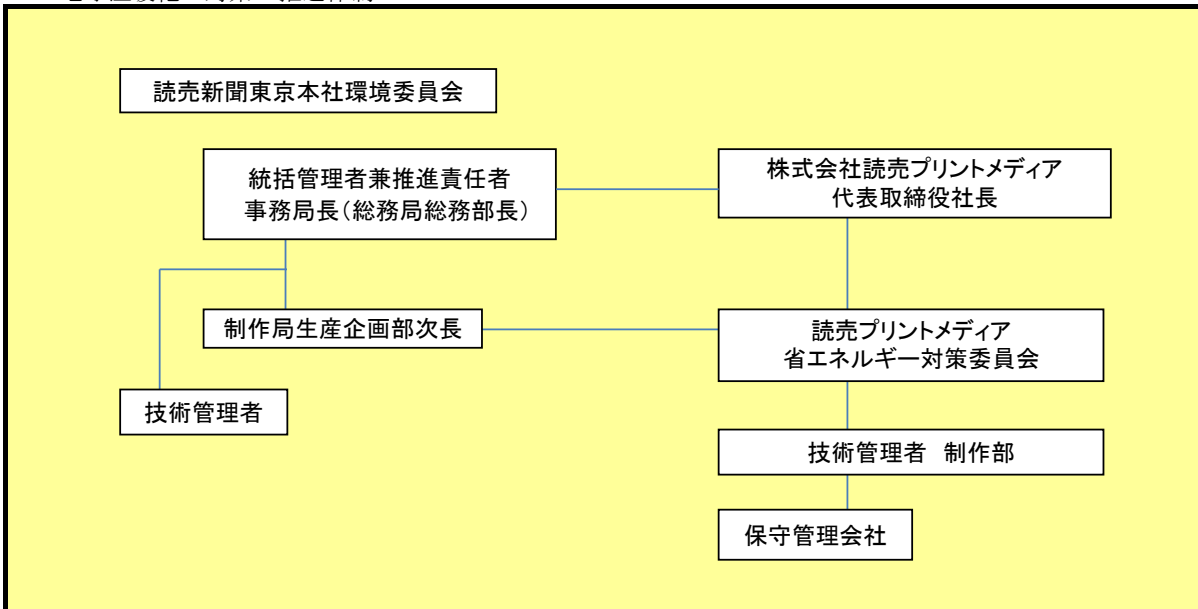 読売新聞東京本社環境委員会
統括管理者兼推進責任者
事務局長(総務局総務部長)
株式会社読売プリントメディア
代表取締役社長
制作局生産企画部次長
読売プリントメディア
省エネルギー対策委員会
技術管理者
技術管理者 制作部
保守管理会社